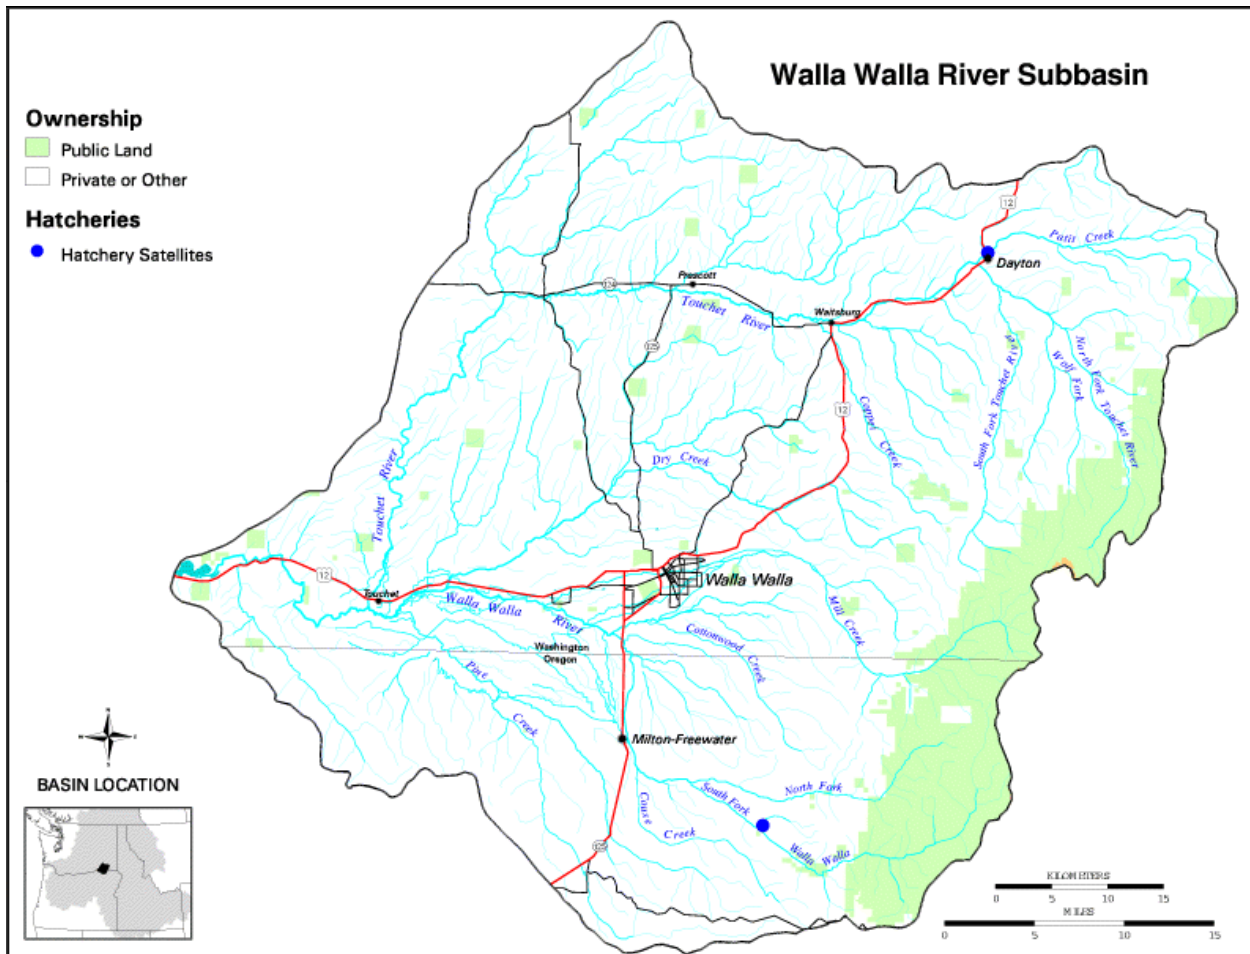 Walla Walla River Subbasin
Ownership
Public Land
Private or Other
Hatcheries
Hatchery Satellites
12
Patit Creek
Dayton
Prescott
124
Touchet River
Waitsburg
125
South Fork Touchet River
Wolf Fork
North Fork Touchet River
12
Coppei Creek
Dry Creek
Touchet River
12
Touchet
Walla Walla
Walla Walla River
Mill Creek
Cottonwood Creek
Washington
Oregon
Pine Creek
Milton-Freewater
North Fork
South Fork Walla Walla
Couse Creek
125
N
S
BASIN LOCATION
KILOMETERS
0 5 10 15
MILES
0 5 10 15